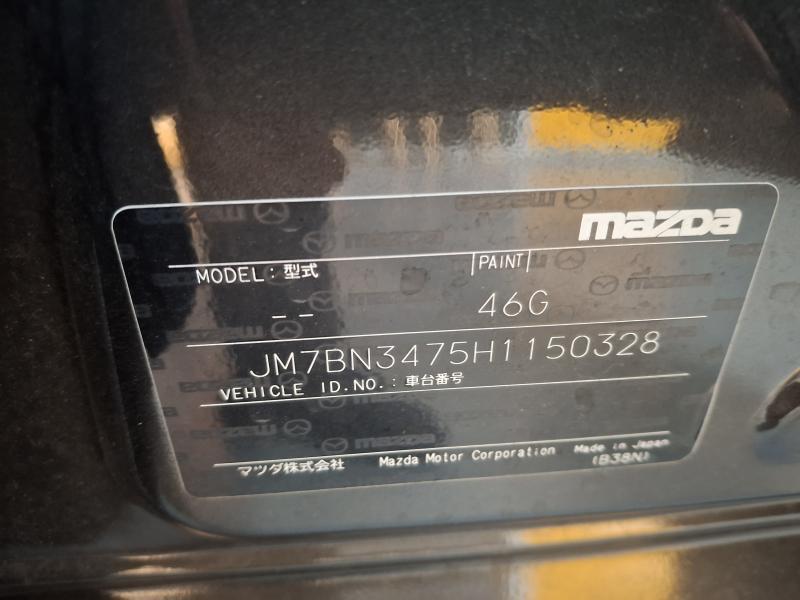 mazda
MODEL: 型式 PAINT
-- 46G
JM7BN3475H1150328
VEHICLE ID.NO.: 車台番号
マツダ株式会社 Mazda Motor Corporation Made in Japan
(B38N)